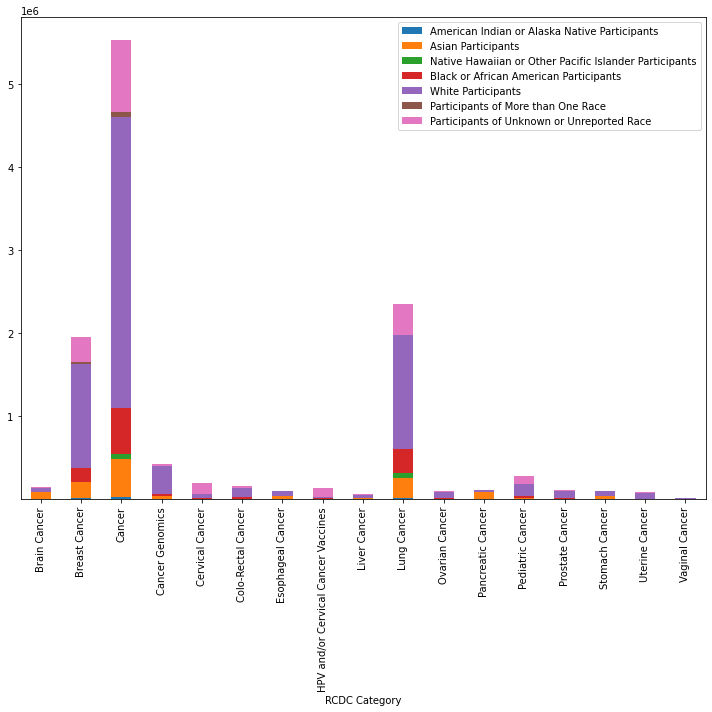 1e6
American Indian or Alaska Native Participants
Asian Participants
Native Hawaiian or Other Pacific Islander Participants
Black or African American Participants
White Participants
Participants of More than One Race
Participants of Unknown or Unreported Race
5
4
3
2
1
Brain Cancer
Breast Cancer
Cancer
Cancer Genomics
Cervical Cancer
Colo-Rectal Cancer
Esophageal Cancer
HPV and/or Cervical Cancer Vaccines
Liver Cancer
Lung Cancer
Ovarian Cancer
Pancreatic Cancer
Pediatric Cancer
Prostate Cancer
Stomach Cancer
Uterine Cancer
Vaginal Cancer
RCDC Category